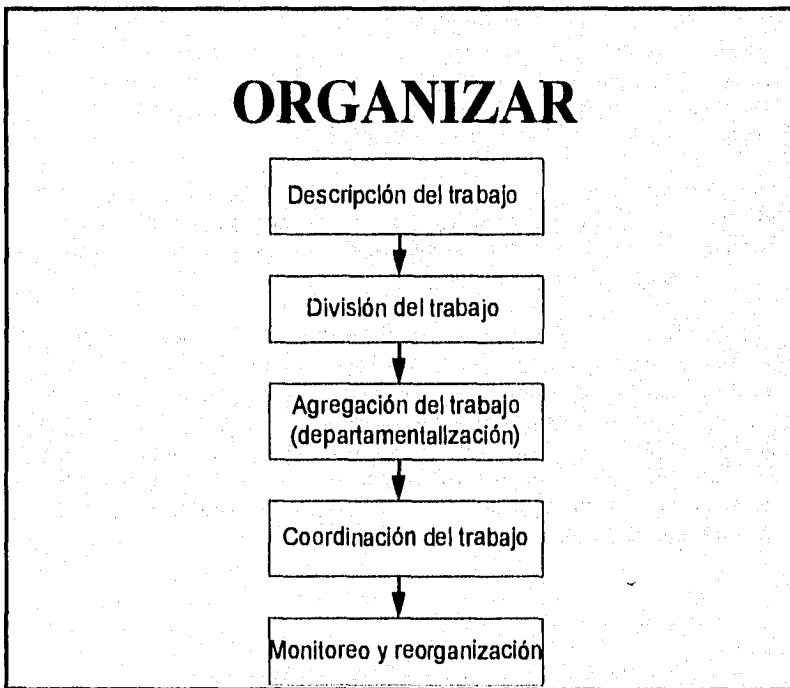 ORGANIZAR
Descripción del trabajo
División del trabajo
Agregación del trabajo
(departamentalización)
Coordinación del trabajo
Monitoreo y reorganización